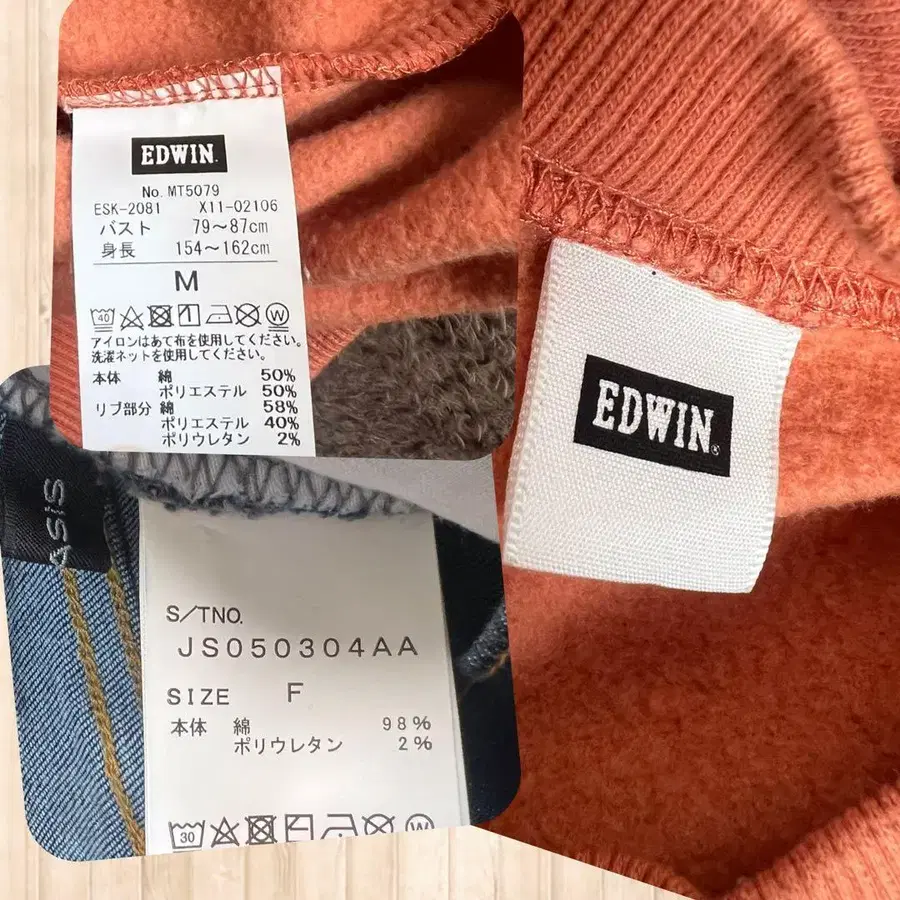 EDWIN.
No. MT5079
ESK-2081 X11-02106
バスト 79～87cm
身長 154～162cm
M
40
W
アイロンはあて布を使用してください。
洗濯ネットを使用してください。
本体 綿 50%
ポリエステル 50%
リブ部分 綿 58%
ポリエステル 40%
ポリウレタン 2%
EDWIN®
ASiS
S/TNO.
JS050304AA
SIZE F
本体 綿 98%
ポリウレタン 2%
30
W